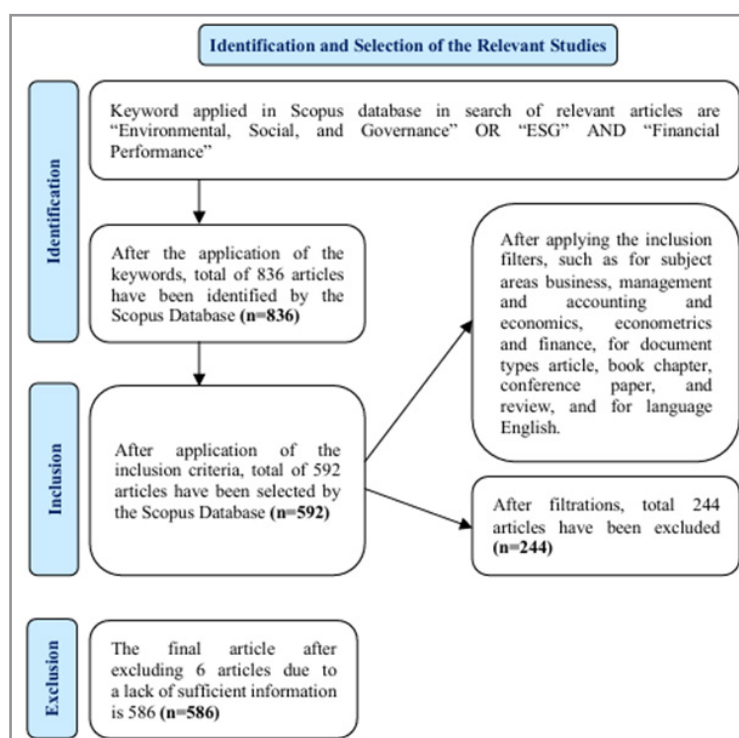 Identification and Selection of the Relevant Studies
Identification
Keyword applied in Scopus database in search of relevant articles are
“Environmental, Social, and Governance” OR “ESG” AND “Financial
Performance”
After the application of the
keywords, total of 836 articles
have been identified by the
Scopus Database (n=836)
After applying the inclusion
filters, such as for subject
areas business, management
and accounting and
economics, econometrics
and finance, for document
types article, book chapter,
conference paper, and
review, and for language
English.
Inclusion
After application of the
inclusion criteria, total of 592
articles have been selected by
the Scopus Database (n=592)
After filtrations, total 244
articles have been excluded
(n=244)
Exclusion
The final article after
excluding 6 articles due to
a lack of sufficient information
is 586 (n=586)